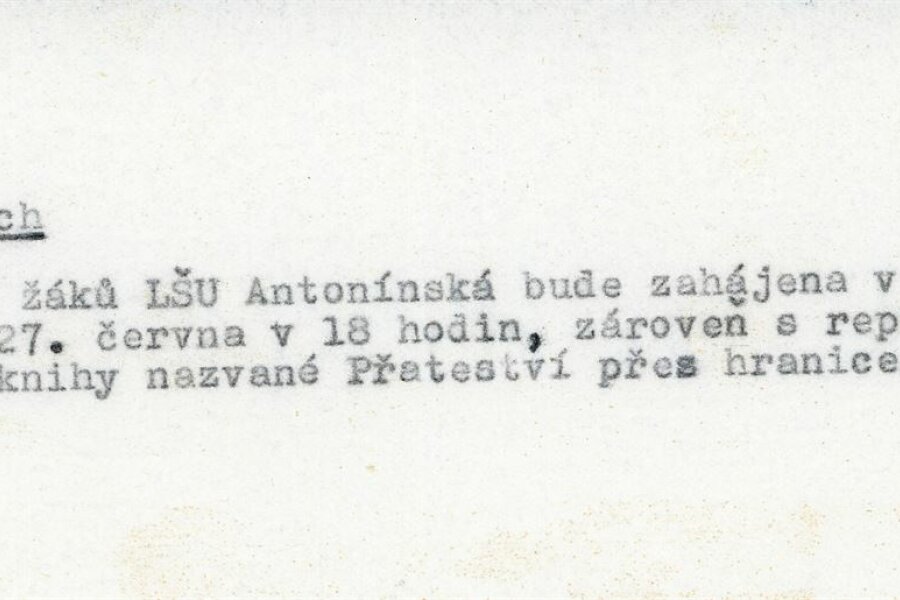 ch
žáků LŠU Antonínská bude zahájena v
27. června v 18 hodin, zároveň s rep
knihy nazvané Přateství přes hranice